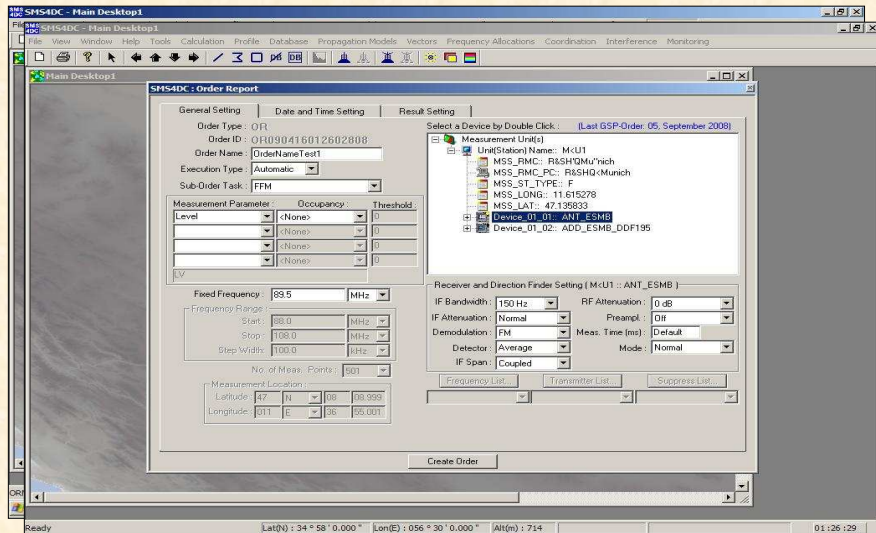 SMS4DC - Main Desktop1
SMS4DC - Main Desktop1
File View Window Help Tools Calculation Profile Database Propagation Models Vectors Frequency Allocations Coordination Interference Monitoring
DB
Main Desktop1
SMS4DC : Order Report
General Setting Date and Time Setting Result Setting
Order Type : OR
Order ID : OR090416012602808
Order Name : OrderNameTest1
Execution Type : Automatic
Sub-Order Task : FFM
Measurement Parameter : Occupancy : Threshold :
Level <None> 0
<None> 0
<None> 0
<None> 0
LV
Fixed Frequency : 89.5 MHz
Frequency Range :
Start : 88.0 MHz
Stop : 108.0 MHz
Step Width: 100.0 kHz
No. of Meas. Points : 501
Measurement Location :
Latitude : 47 N 08 08.999
Longitude : 011 E 36 55.001
Select a Device by Double Click : (Last GSP-Order: 05, September 2008)
Measurement Unit(s)
Unit(Station) Name:: M<U1
MSS_RMC:: R&SH'QMu"nich
MSS_RMC_PC:: R&SHQ<Munich
MSS_ST_TYPE:: F
MSS_LONG:: 11.615278
MSS_LAT:: 47.135833
Device_01_01:: ANT_ESMB
Device_01_02:: ADD_ESMB_DDF195
Receiver and Direction Finder Setting ( M<U1 :: ANT_ESMB )
IF Bandwidth : 150 Hz RF Attenuation : 0 dB
IF Attenuation : Normal Preampl. : Off
Demodulation : FM Meas. Time (ms) : Default
Detector : Average Mode : Normal
IF Span : Coupled
Frequency List... Transmitter List... Suppress List...
Create Order
Ready Lat(N) : 34 ° 58 ' 0.000 " Lon(E) : 056 ° 30 ' 0.000 " Alt(m) : 714 01:26:29